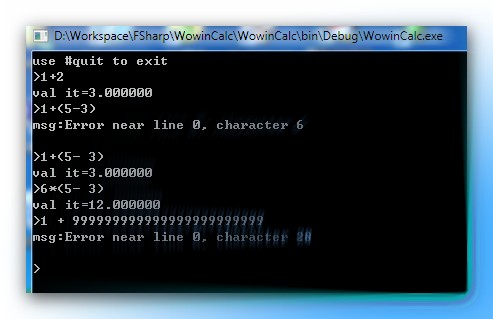 D:\Workspace\FSharp\WowinCalc\WowinCalc\bin\Debug\WowinCalc.exe
use #quit to exit
>1+2
val it=3.000000
>1+(5-3)
msg:Error near line 0, character 6
>1+(5- 3)
val it=3.000000
>6*(5- 3)
val it=12.000000
>1 + 999999999999999999999999
msg:Error near line 0, character 28
>